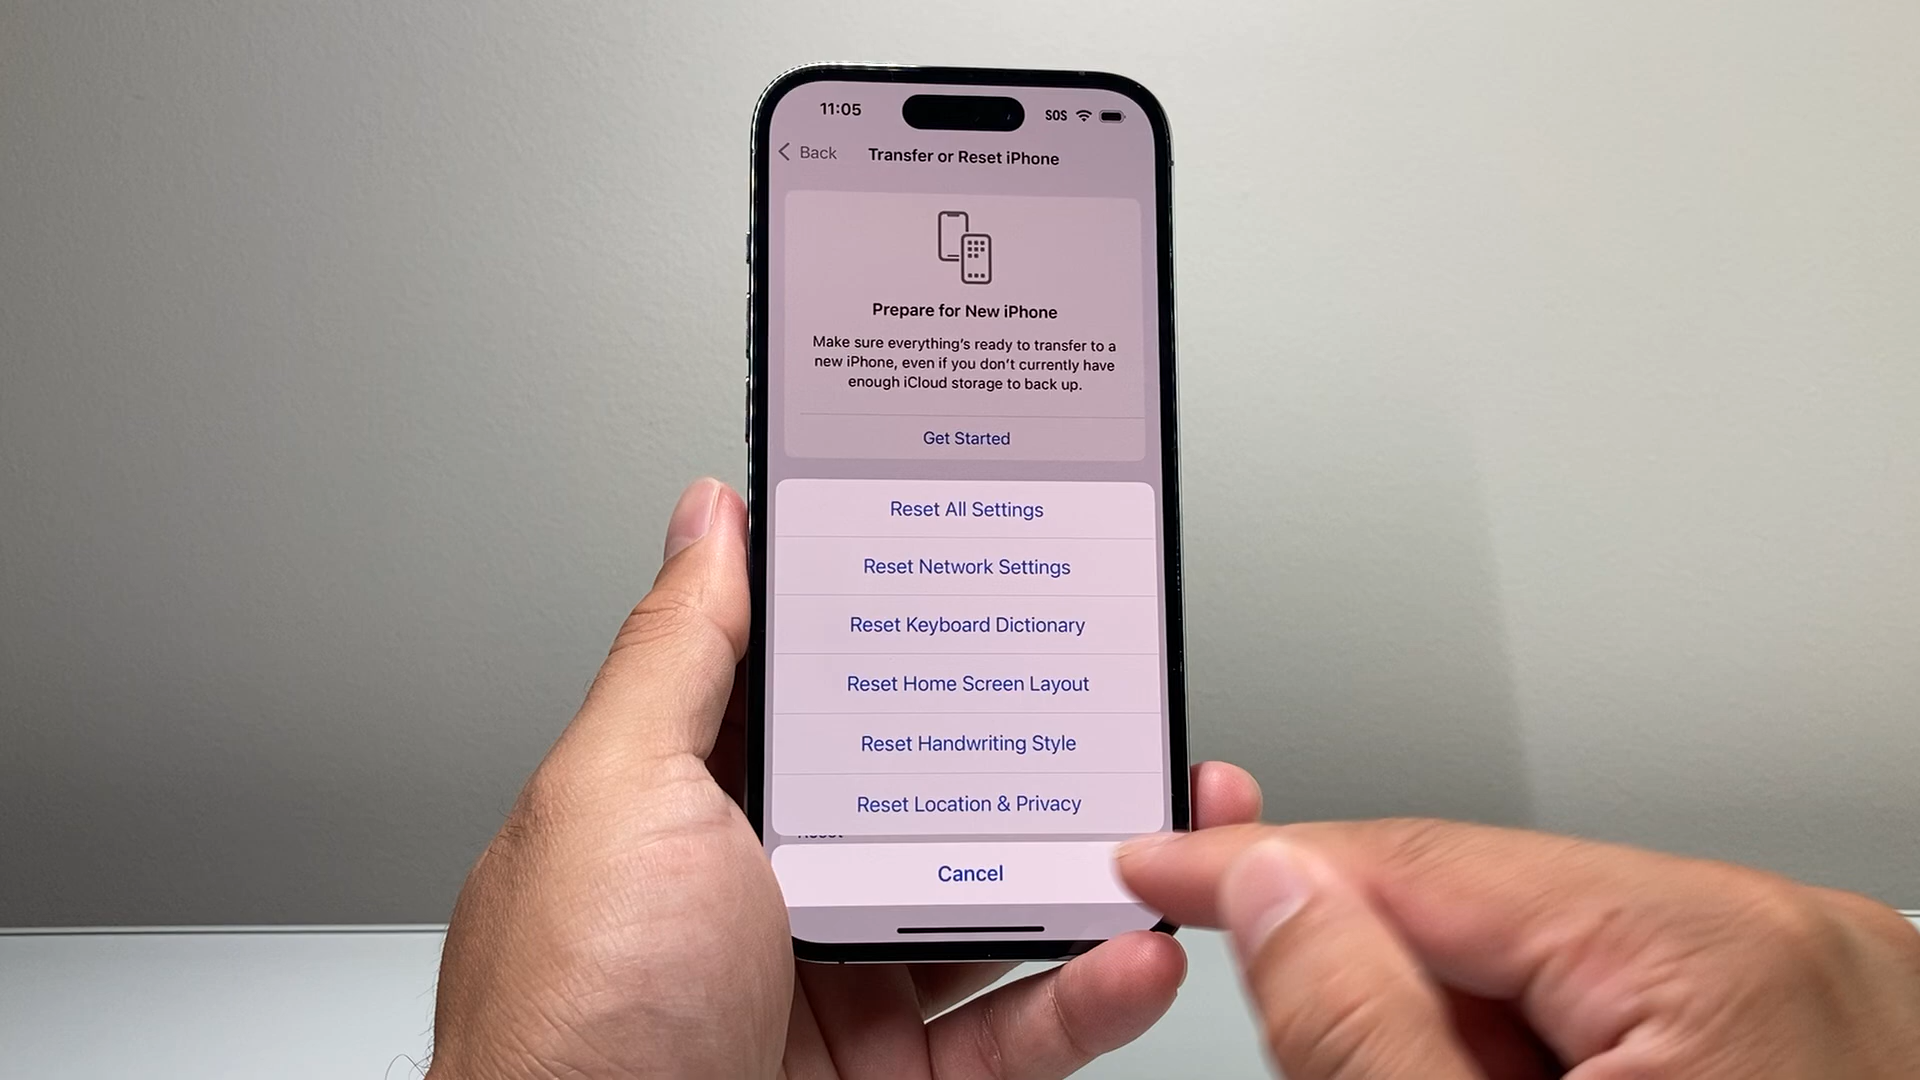 11:05
SOS
Back
Transfer or Reset iPhone
Prepare for New iPhone
Make sure everything's ready to transfer to a
new iPhone, even if you don't currently have
enough iCloud storage to back up.
Get Started
Reset All Settings
Reset Network Settings
Reset Keyboard Dictionary
Reset Home Screen Layout
Reset Handwriting Style
Reset Location & Privacy
Reset
Cancel